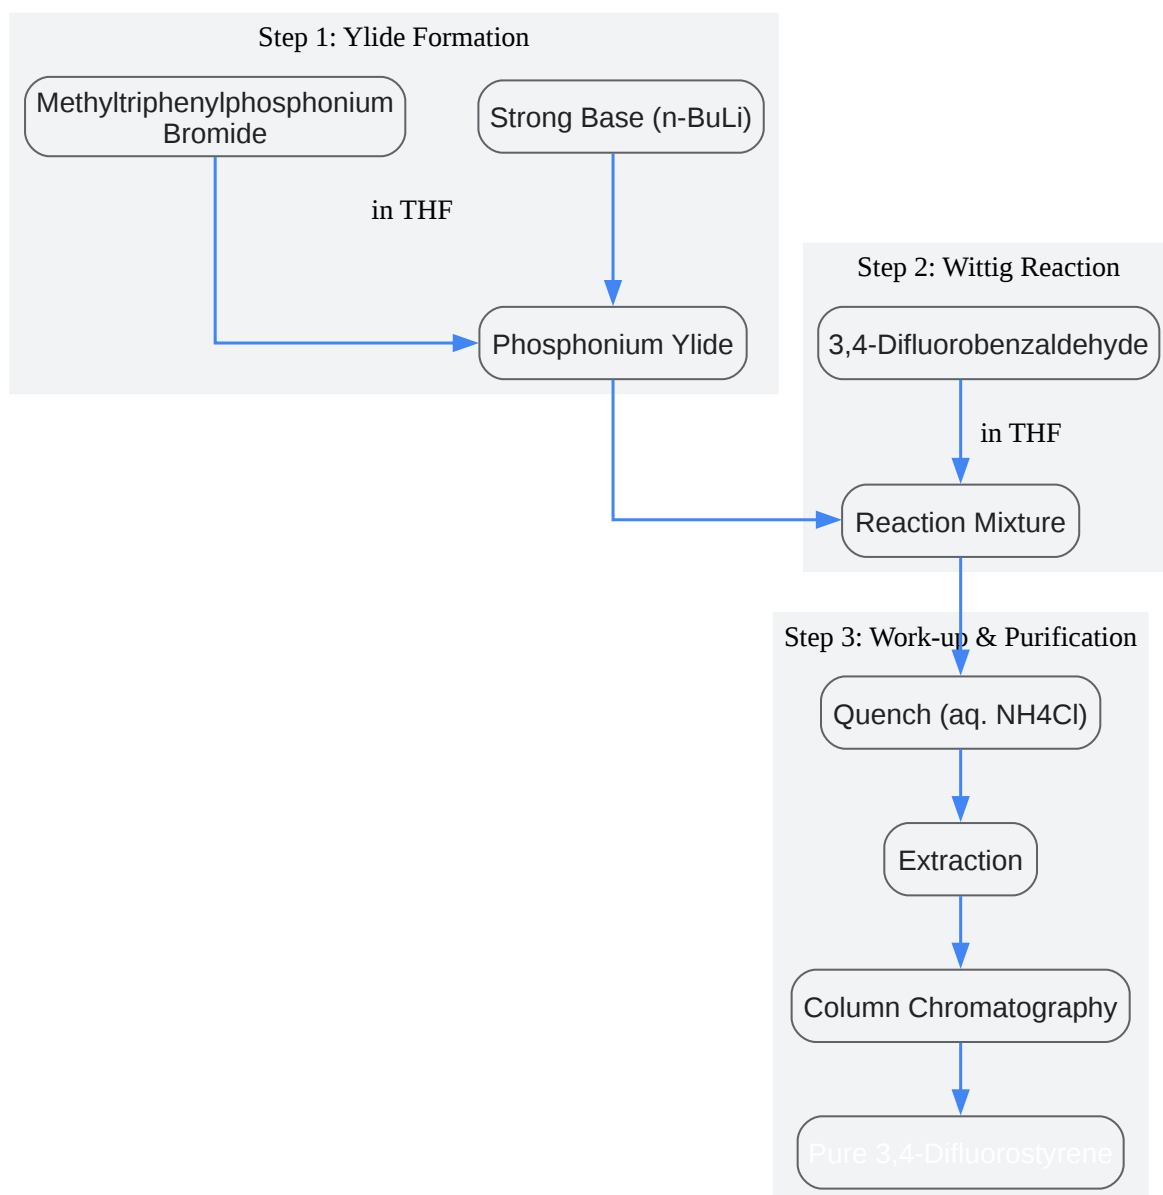 Step 1: Ylide Formation
Methyltriphenylphosphonium
Bromide
Strong Base (n-BuLi)
in THF
Phosphonium Ylide
Step 2: Wittig Reaction
3,4-Difluorobenzaldehyde
in THF
Reaction Mixture
Step 3: Work-up & Purification
Quench (aq. NH4Cl)
Extraction
Column Chromatography
Pure 3,4-Difluorostyrene